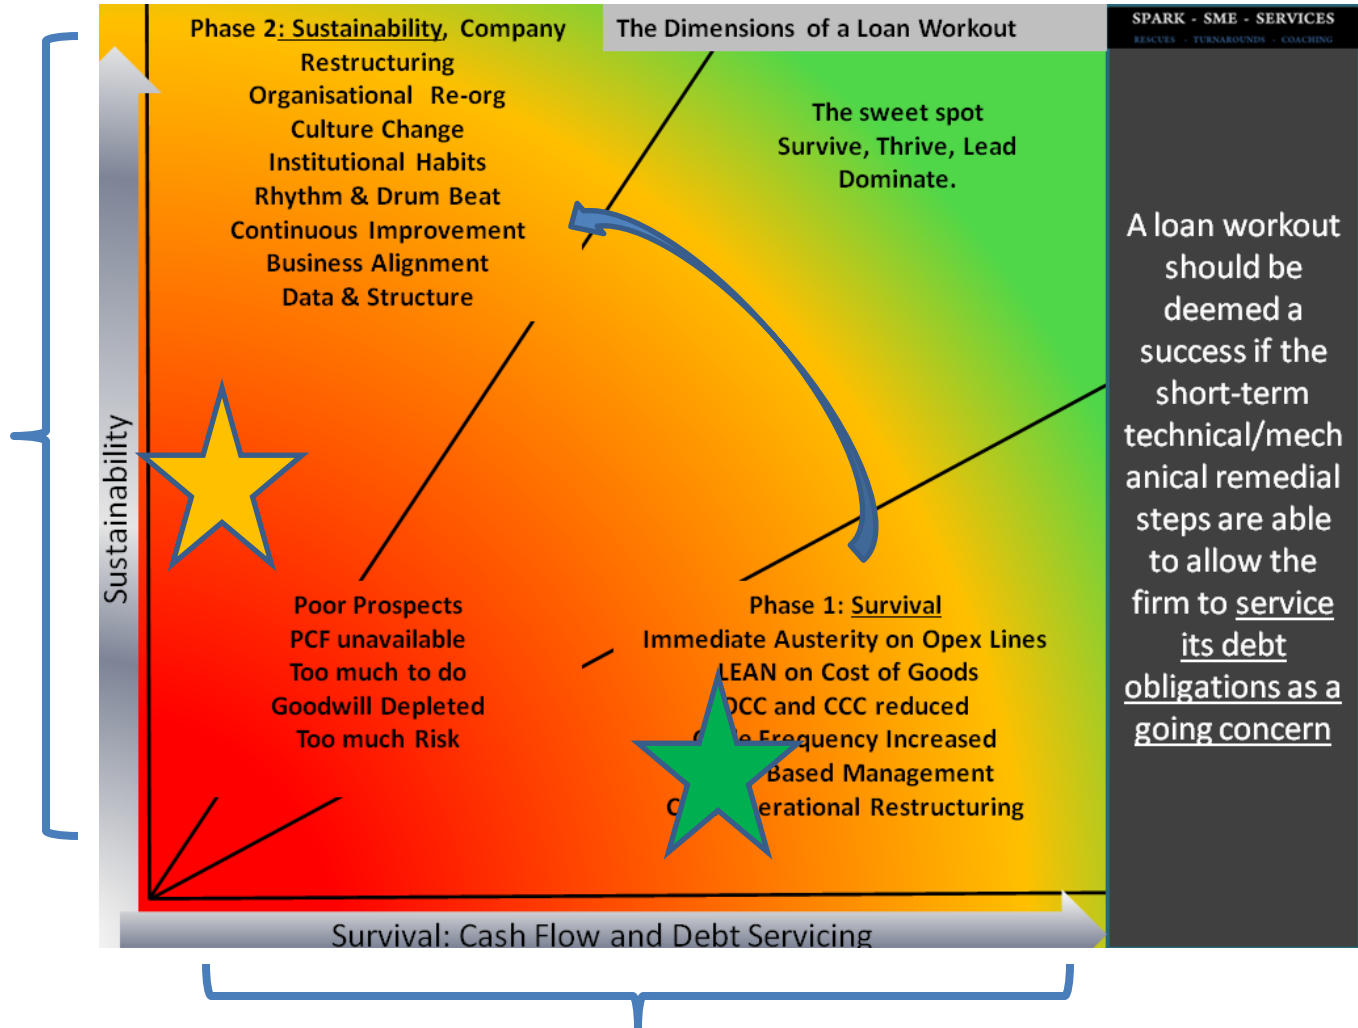 Phase 2: Sustainability, Company
Restructuring
Organisational Re-org
Culture Change
Institutional Habits
Rhythm & Drum Beat
Continuous Improvement
Business Alignment
Data & Structure
The Dimensions of a Loan Workout
SPARK - SME - SERVICES
RESCUES - TURNAROUNDS - COACHING
The sweet spot
Survive, Thrive, Lead
Dominate.
A loan workout
should be
deemed a
success if the
short-term
technical/mech
anical remedial
steps are able
to allow the
firm to service
its debt
obligations as a
going concern
Sustainability
Poor Prospects
PCF unavailable
Too much to do
Goodwill Depleted
Too much Risk
Phase 1: Survival
Immediate Austerity on Opex Lines
LEAN on Cost of Goods
and CCC reduced
Frequency Increased
Based Management
Restructuring
Survival: Cash Flow and Debt Servicing